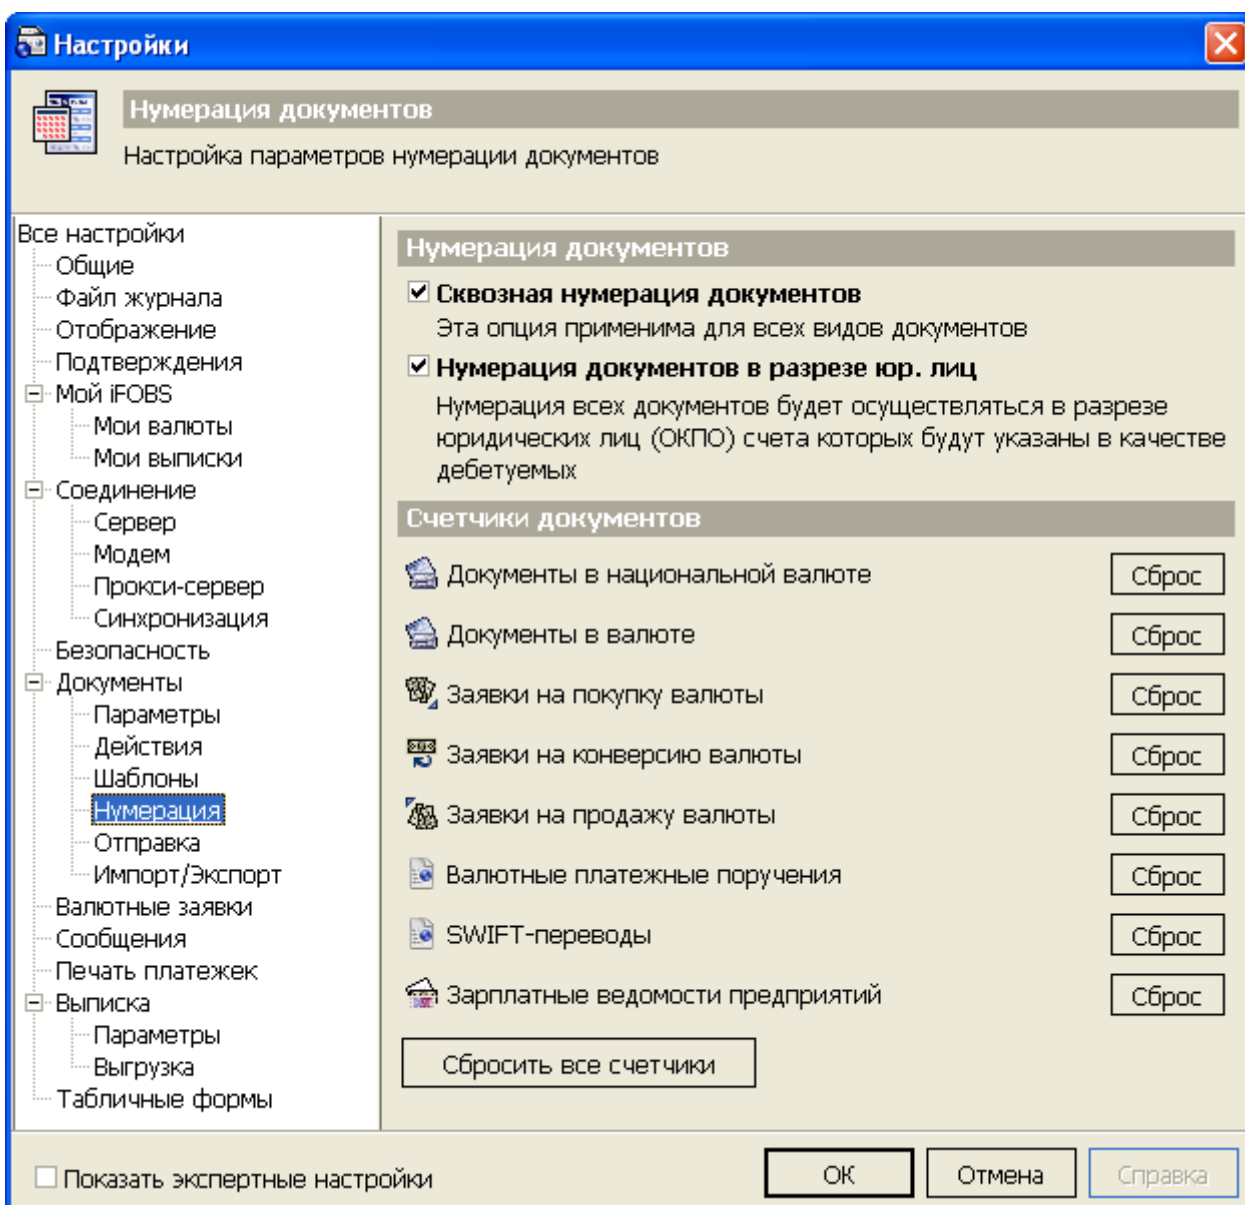 Настройки
Нумерация документов
Настройка параметров нумерации документов
Все настройки
Общие
Файл журнала
Отображение
Подтверждения
Мой iFOBS
Мои валюты
Мои выписки
Соединение
Сервер
Модем
Прокси-сервер
Синхронизация
Безопасность
Документы
Параметры
Действия
Шаблоны
Нумерация
Отправка
Импорт/Экспорт
Валютные заявки
Сообщения
Печать платежек
Выписка
Параметры
Выгрузка
Табличные формы
Нумерация документов
Сквозная нумерация документов
Эта опция применима для всех видов документов
Нумерация документов в разрезе юр. лиц
Нумерация всех документов будет осуществляться в разрезе
юридических лиц (ОКПО) счета которых будут указаны в качестве
дебетуемых
Счетчики документов
Документы в национальной валюте Сброс
Документы в валюте Сброс
Заявки на покупку валюты Сброс
Заявки на конверсию валюты Сброс
Заявки на продажу валюты Сброс
Валютные платежные поручения Сброс
SWIFT-переводы Сброс
Зарплатные ведомости предприятий Сброс
Сбросить все счетчики
Показать экспертные настройки
ОК Отмена Справка